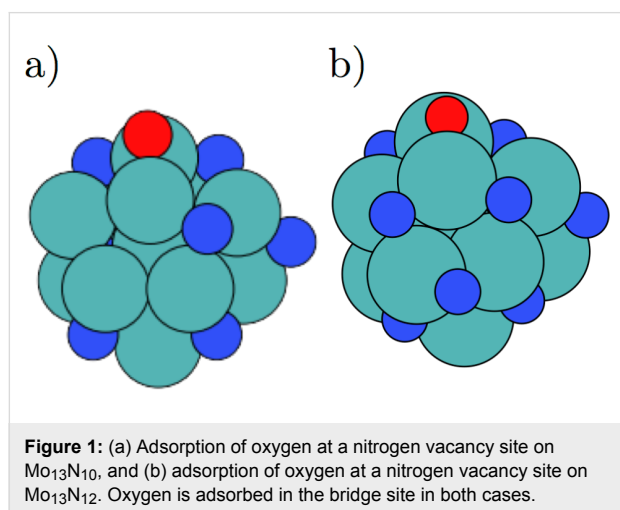 a)
b)
Figure 1: (a) Adsorption of oxygen at a nitrogen vacancy site on
Mo₁₃N₁₀, and (b) adsorption of oxygen at a nitrogen vacancy site on
Mo₁₃N₁₂. Oxygen is adsorbed in the bridge site in both cases.